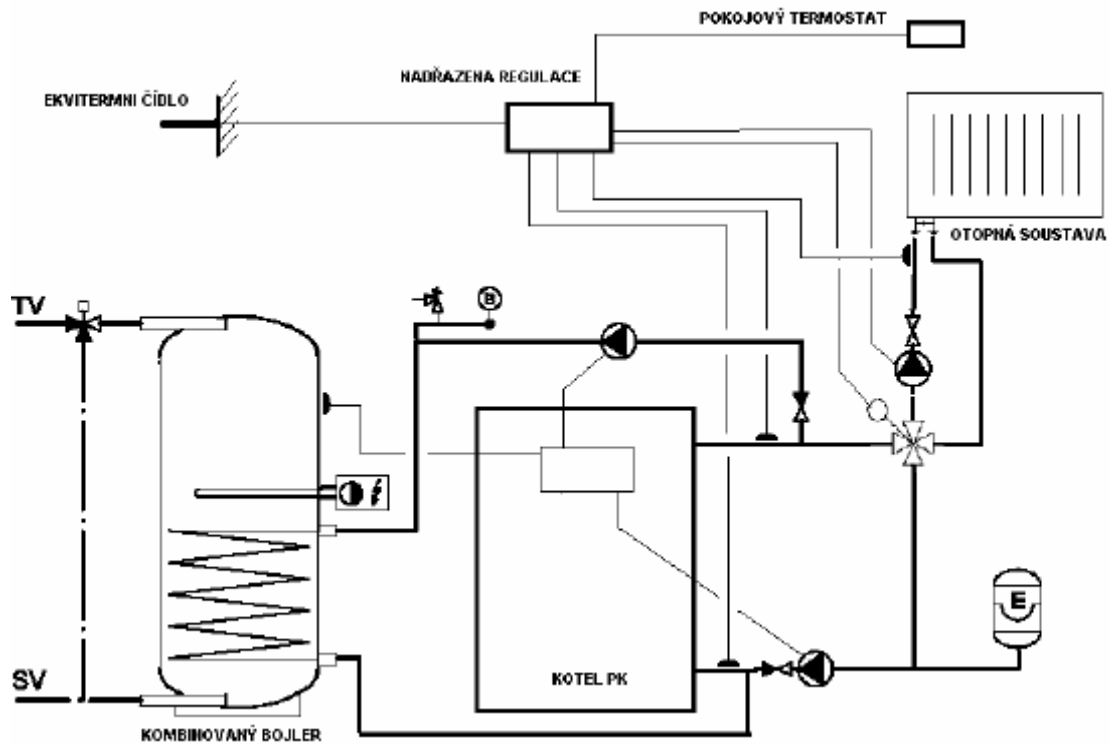 POKOJOVÝ TERMOSTAT
NADŘAZENA REGULACE
EKVITERMNI ČÍDLO
OTOPNÁ SOUSTAVA
TV
B
E
KOTEL PK
SV
KOMBINOVANÝ BOJLER